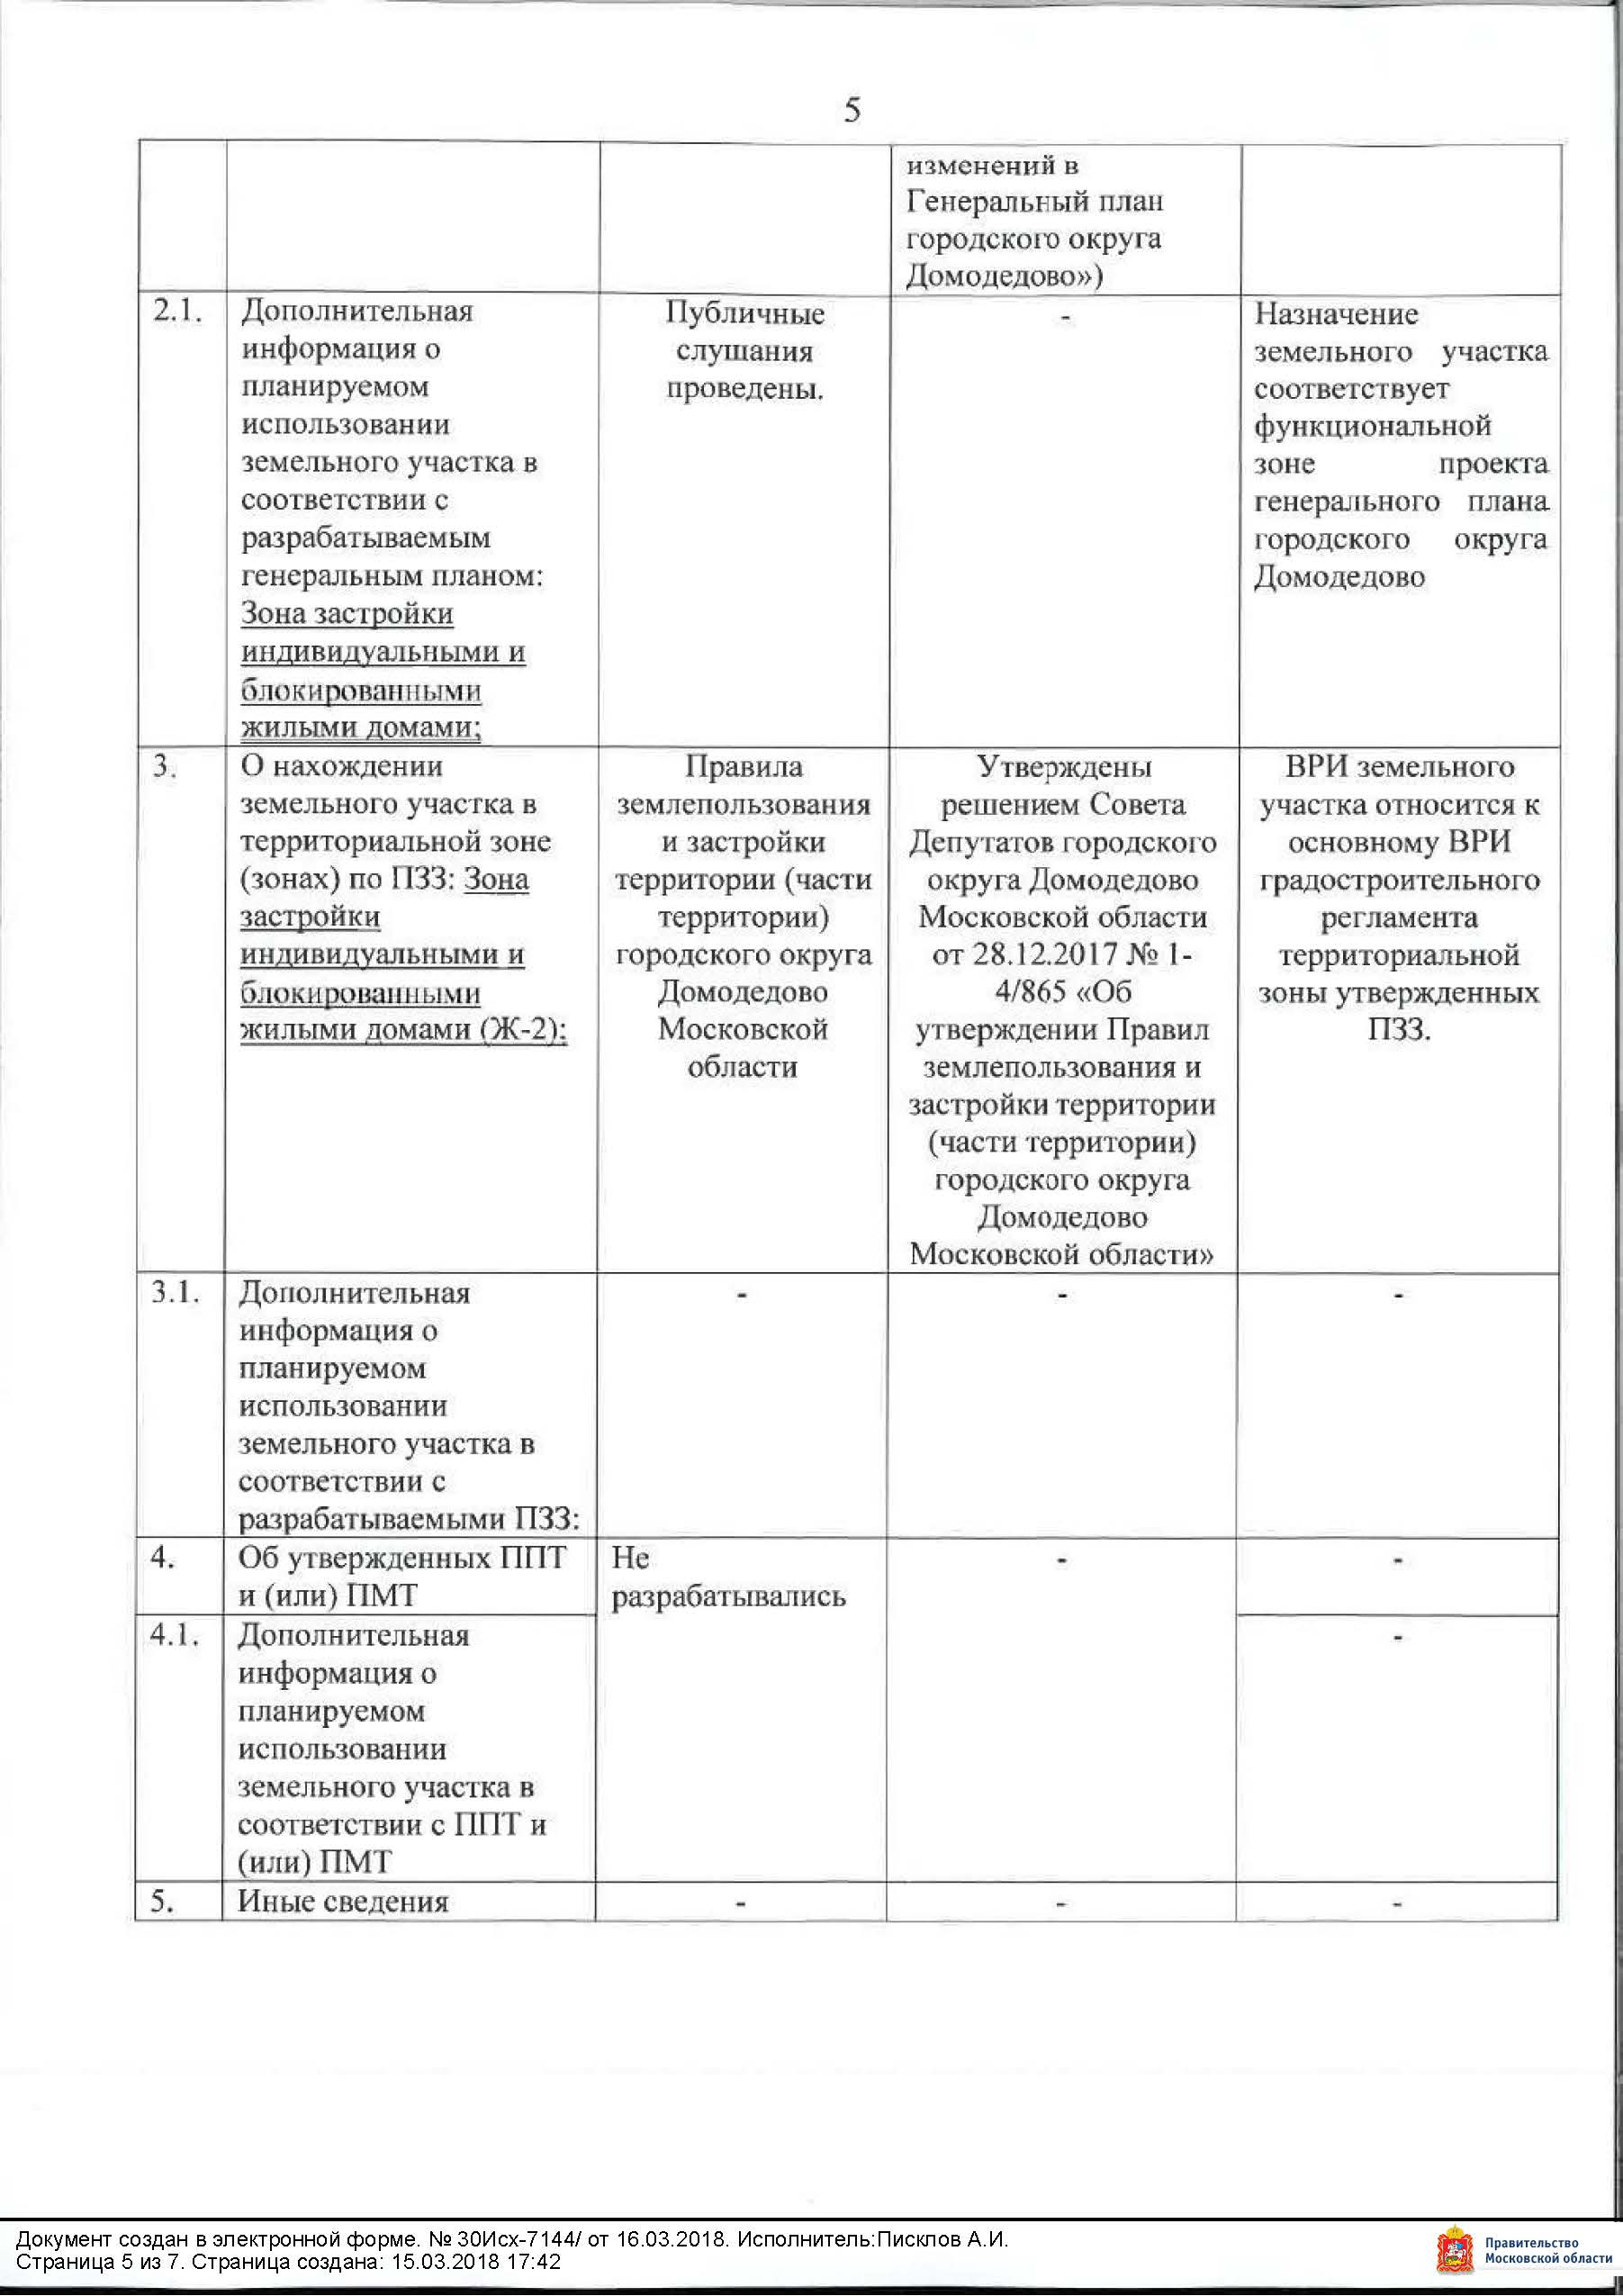 5
изменений в
Генеральный план
городского округа
Домодедово»)
2.1.
Дополнительная
информация о
планируемом
использовании
земельного участка в
соответствии с
разрабатываемым
генеральным планом:
Зона застройки
индивидуальными и
блокированными
жилыми домами;
Публичные
слушания
проведены.
-
Назначение
земельного участка
соответствует
функциональной
зоне проекта
генерального плана
городского округа
Домодедово
3.
О нахождении
земельного участка в
территориальной зоне
(зонах) по ПЗЗ: Зона
застройки
индивидуальными и
блокированными
жилыми домами (Ж-2);
Правила
землепользования
и застройки
территории (части
территории)
городского округа
Домодедово
Московской
области
Утверждены
решением Совета
Депутатов городского
округа Домодедово
Московской области
от 28.12.2017 № 1-
4/865 «Об
утверждении Правил
землепользования и
застройки территории
(части территории)
городского округа
Домодедово
Московской области»
ВРИ земельного
участка относится к
основному ВРИ
градостроительного
регламента
территориальной
зоны утвержденных
ПЗЗ.
3.1.
Дополнительная
информация о
планируемом
использовании
земельного участка в
соответствии с
разрабатываемыми ПЗЗ:
-
-
-
4.
Об утвержденных ППТ
и (или) ПМТ
Не
разрабатывались
-
-
4.1.
Дополнительная
информация о
планируемом
использовании
земельного участка в
соответствии с ППТ и
(или) ПМТ
-
5.
Иные сведения
-
-
-
Документ создан в электронной форме. № 30Исх-7144/ от 16.03.2018. Исполнитель:Писклов А.И.
Страница 5 из 7. Страница создана: 15.03.2018 17:42
Правительство
Московской области